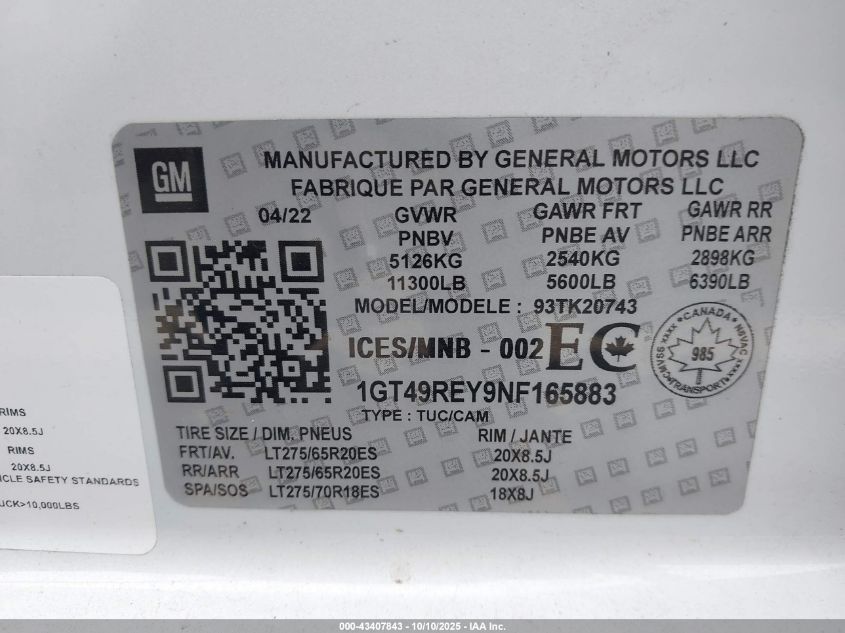 GM
MANUFACTURED BY GENERAL MOTORS LLC
FABRIQUE PAR GENERAL MOTORS LLC
04/22 GVWR GAWR FRT GAWR RR
PNBV PNBE AV PNBE ARR
5126KG 2540KG 2898KG
11300LB 5600LB 6390LB
MODEL/MODELE : 93TK20743
ICES/MNB - 002 EC
CANADA
985
TRANSPORT
1GT49REY9NF165883
TYPE : TUC/CAM
TIRE SIZE / DIM. PNEUS RIM / JANTE
FRT/AV. LT275/65R20ES 20X8.5J
RR/ARR LT275/65R20ES 20X8.5J
SPA/SOS LT275/70R18ES 18X8J
RIMS
20X8.5J
RIMS
20X8.5J
CLE SAFETY STANDARDS
UCK>10,000LBS
000-43407843 - 10/10/2025 - IAA Inc.